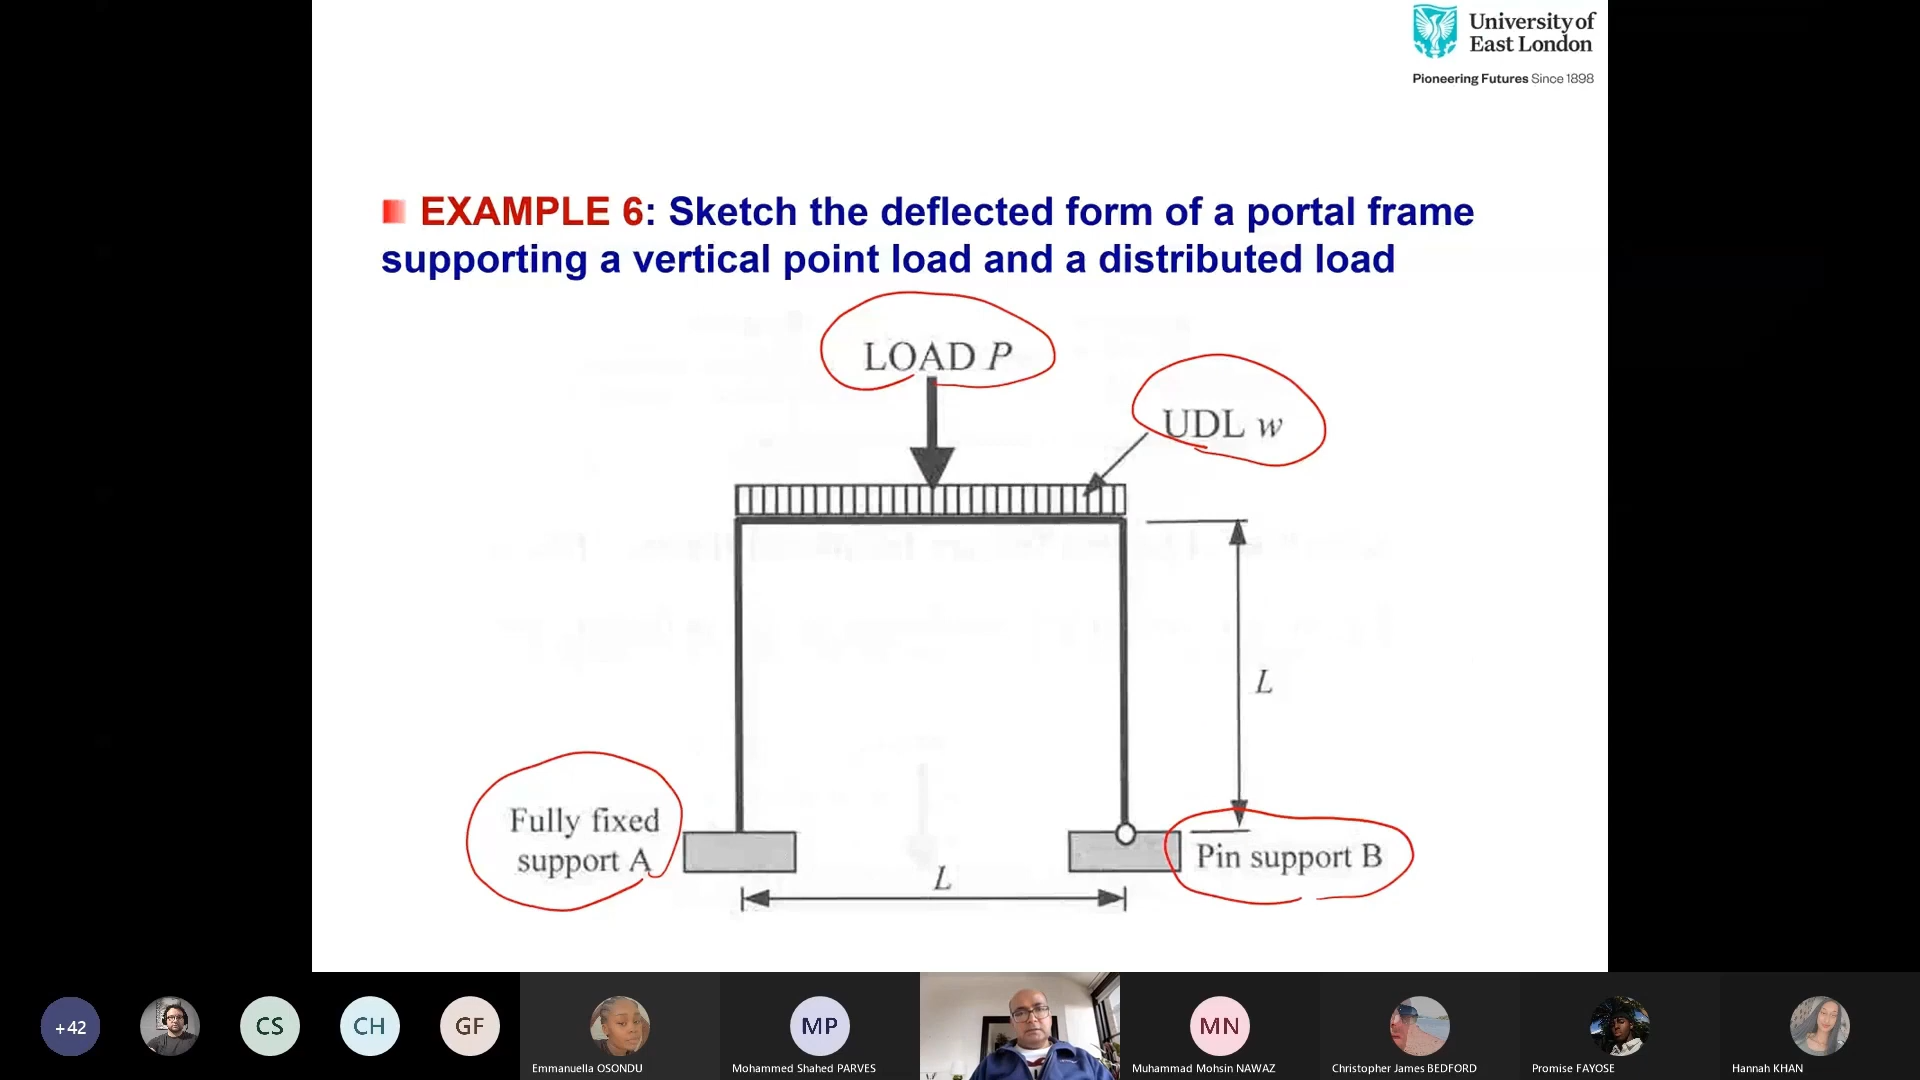 University of
East London
Pioneering Futures Since 1898
EXAMPLE 6: Sketch the deflected form of a portal frame
supporting a vertical point load and a distributed load
LOAD P
UDL w
L
Fully fixed
support A
Pin support B
L
+42
CS
CH
GF
MP
MN
Emmanuella OSONDU
Mohammed Shahed PARVES
Muhammad Mohsin NAWAZ
Christopher James BEDFORD
Promise FAYOSE
Hannah KHAN